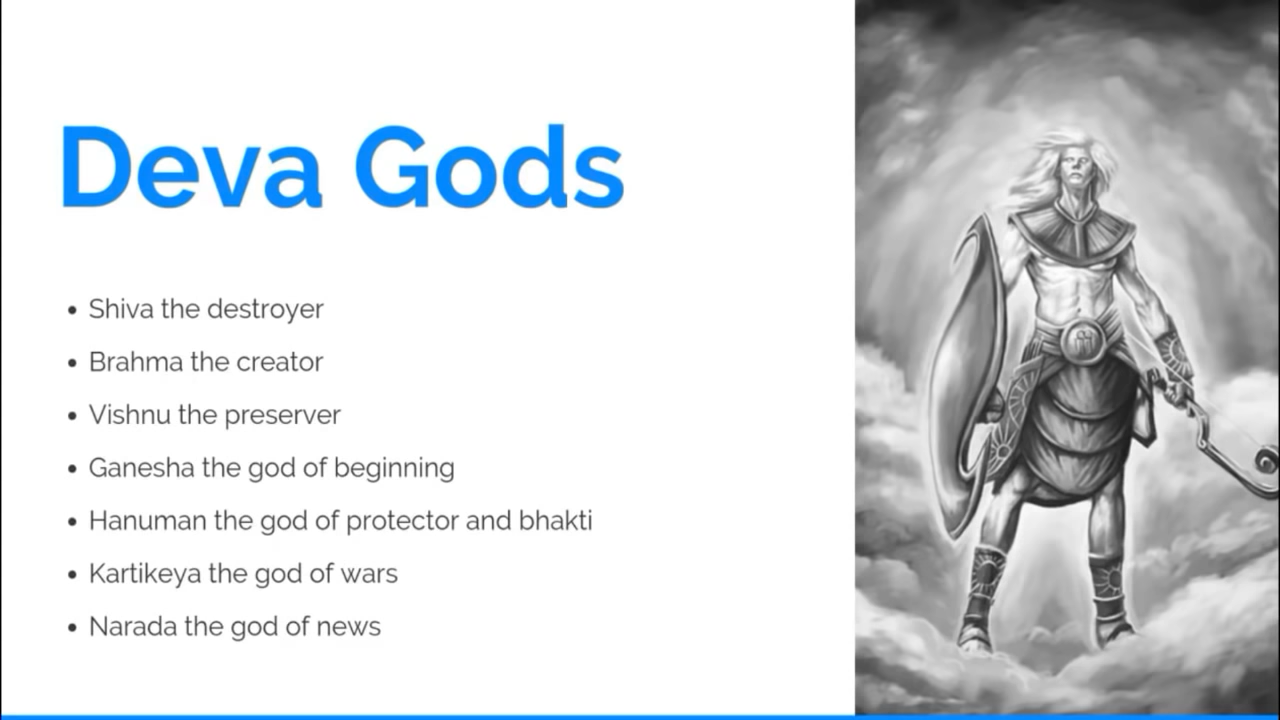 Deva Gods
Shiva the destroyer
Brahma the creator
Vishnu the preserver
Ganesha the god of beginning
Hanuman the god of protector and bhakti
Kartikeya the god of wars
Narada the god of news